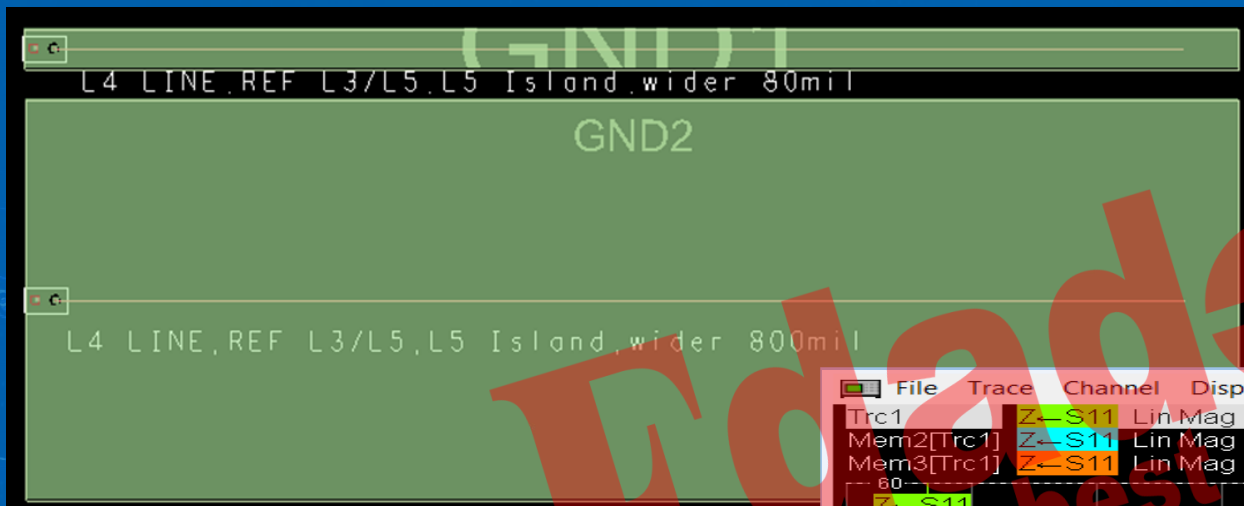 GND1
L4 LINE,REF L3/L5,L5 Island,wider 80mil
GND2
L4 LINE,REF L3/L5,L5 Island,wider 800mil
Edad
best
File Trace Channel Disp
Trc1 Z←S11 Lin Mag
Mem2[Trc1] Z←S11 Lin Mag
Mem3[Trc1] Z←S11 Lin Mag
60
Z←S11